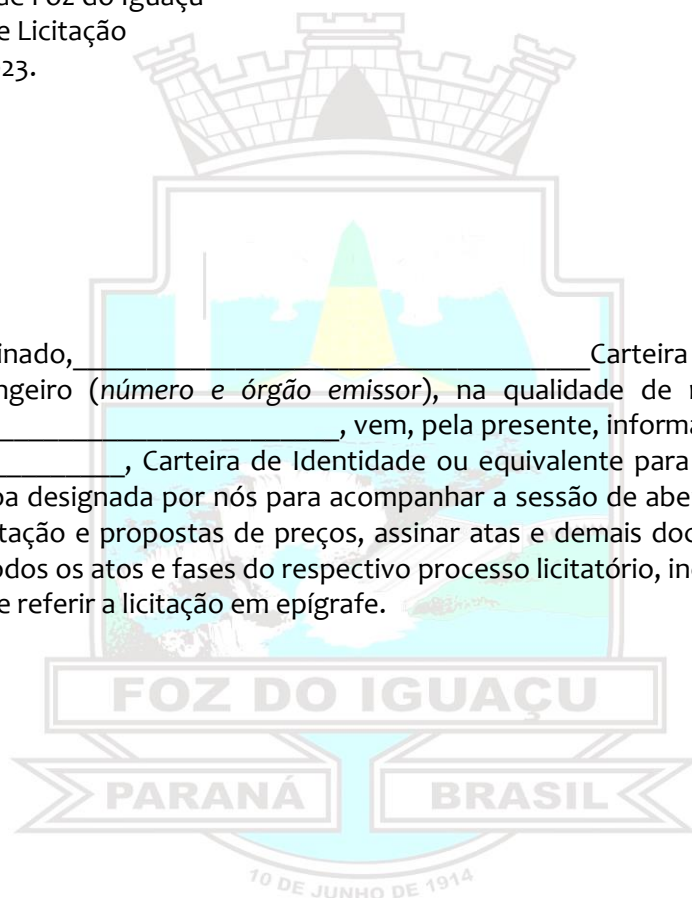 de Foz do Iguaçu
e Licitação
23.
inado,___________________________________Carteira
ngeiro (número e órgão emissor), na qualidade de r
_______________________, vem, pela presente, informa
_________, Carteira de Identidade ou equivalente para
oa designada por nós para acompanhar a sessão de abe
tação e propostas de preços, assinar atas e demais doc
odos os atos e fases do respectivo processo licitatório, in
e referir a licitação em epígrafe.
FOZ DO IGUAÇU
PARANÁ BRASIL
10 DE JUNHO DE 1914